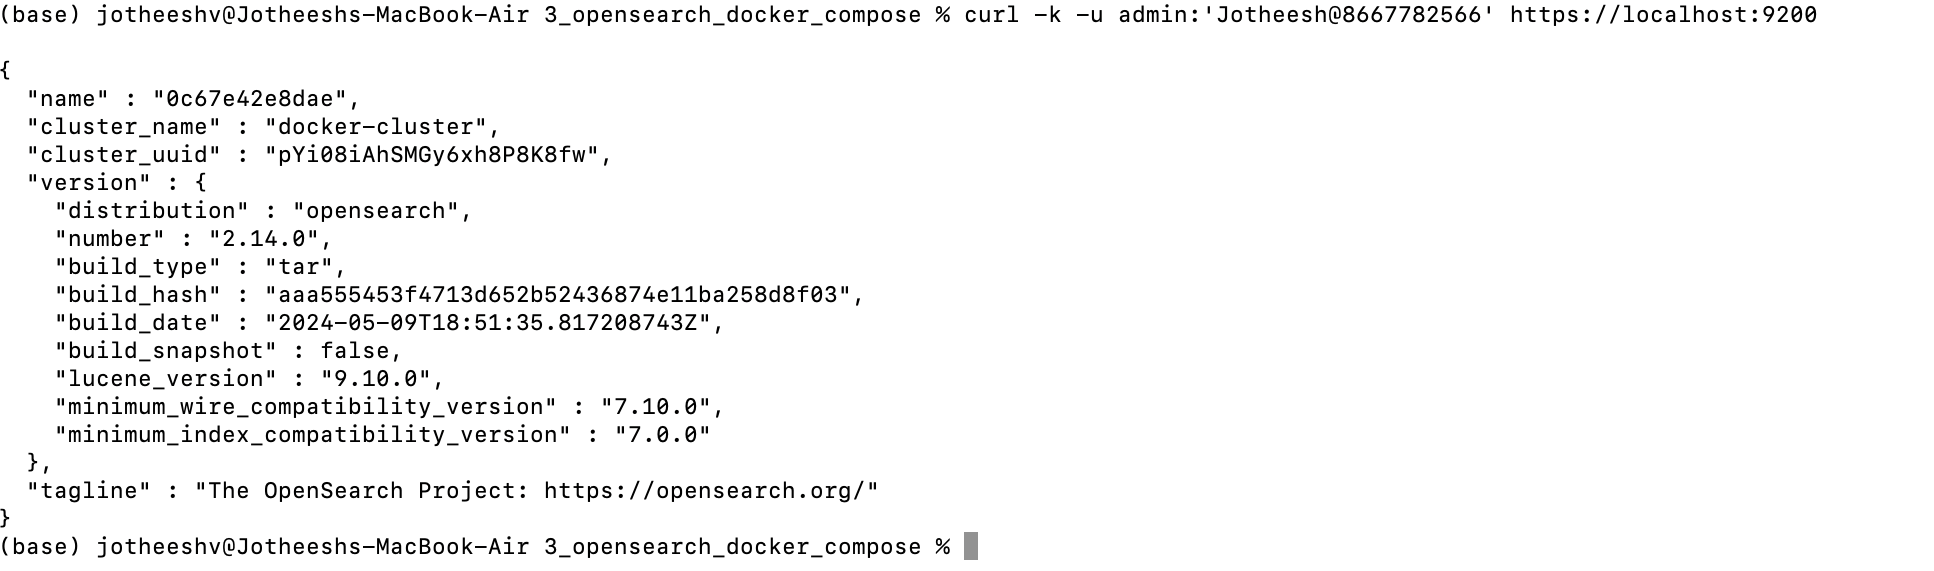 (base) jotheeshv@Jotheeshs-MacBook-Air 3_opensearch_docker_compose % curl -k -u admin:'Jotheesh@8667782566' https://localhost:9200
{
  "name" : "0c67e42e8dae",
  "cluster_name" : "docker-cluster",
  "cluster_uuid" : "pYi08iAhSMGy6xh8P8K8fw",
  "version" : {
    "distribution" : "opensearch",
    "number" : "2.14.0",
    "build_type" : "tar",
    "build_hash" : "aaa555453f4713d652b52436874e11ba258d8f03",
    "build_date" : "2024-05-09T18:51:35.817208743Z",
    "build_snapshot" : false,
    "lucene_version" : "9.10.0",
    "minimum_wire_compatibility_version" : "7.10.0",
    "minimum_index_compatibility_version" : "7.0.0"
  },
  "tagline" : "The OpenSearch Project: https://opensearch.org/"
}
(base) jotheeshv@Jotheeshs-MacBook-Air 3_opensearch_docker_compose %